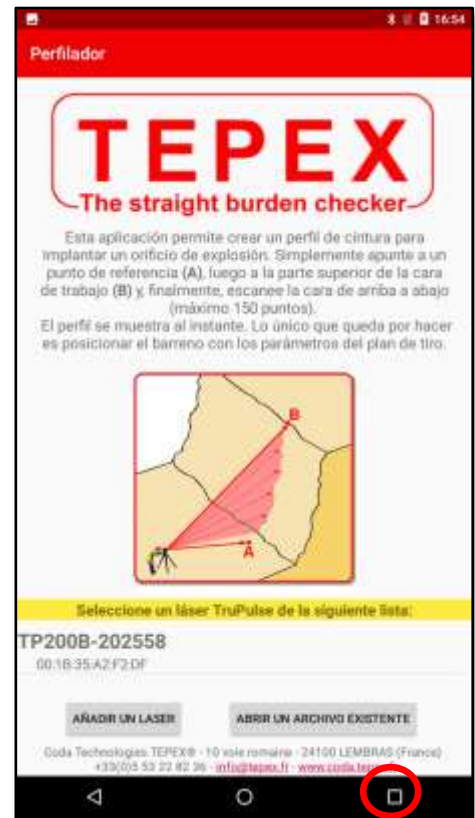 16:54
Perfilador
TEPEX
The straight burden checker
Esta aplicación permite crear un perfil de cintura para
implantar un orificio de explosión. Simplemente apunte a un
punto de referencia (A), luego a la parte superior de la cara
de trabajo (B) y, finalmente, escanee la cara de arriba a abajo
(máximo 150 puntos).
El perfil se muestra al instante. Lo único que queda por hacer
es posicionar el barreno con los parámetros del plan de tiro.
B
A
Seleccione un láser TruPulse de la siguiente lista:
TP200B-202558
00:1B:35:A2:F2:DF
AÑADIR UN LASER
ABRIR UN ARCHIVO EXISTENTE
Coda Technologies TEPEX® - 10 voie romaine - 24100 LEMBRAS (France)
+33(0)5 53 22 82 36 - info@tepex.fr - www.coda.tepex